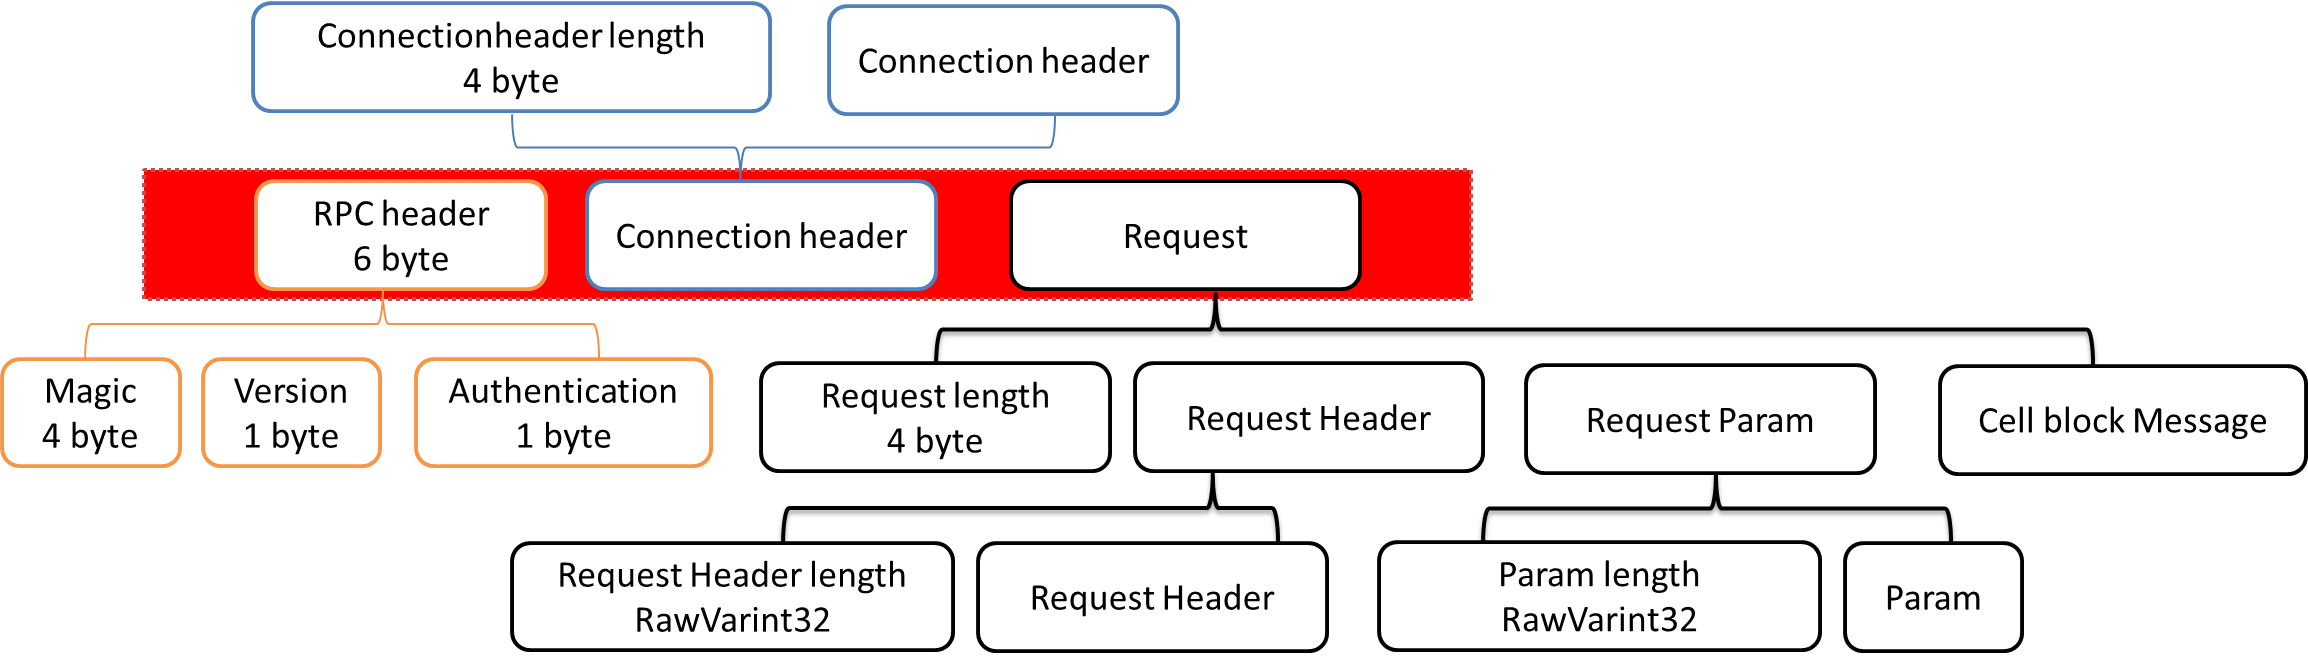 Connectionheader length
4 byte
Connection header
RPC header
6 byte
Connection header
Request
Magic
4 byte
Version
1 byte
Authentication
1 byte
Request length
4 byte
Request Header
Request Param
Cell block Message
Request Header length
RawVarint32
Request Header
Param length
RawVarint32
Param